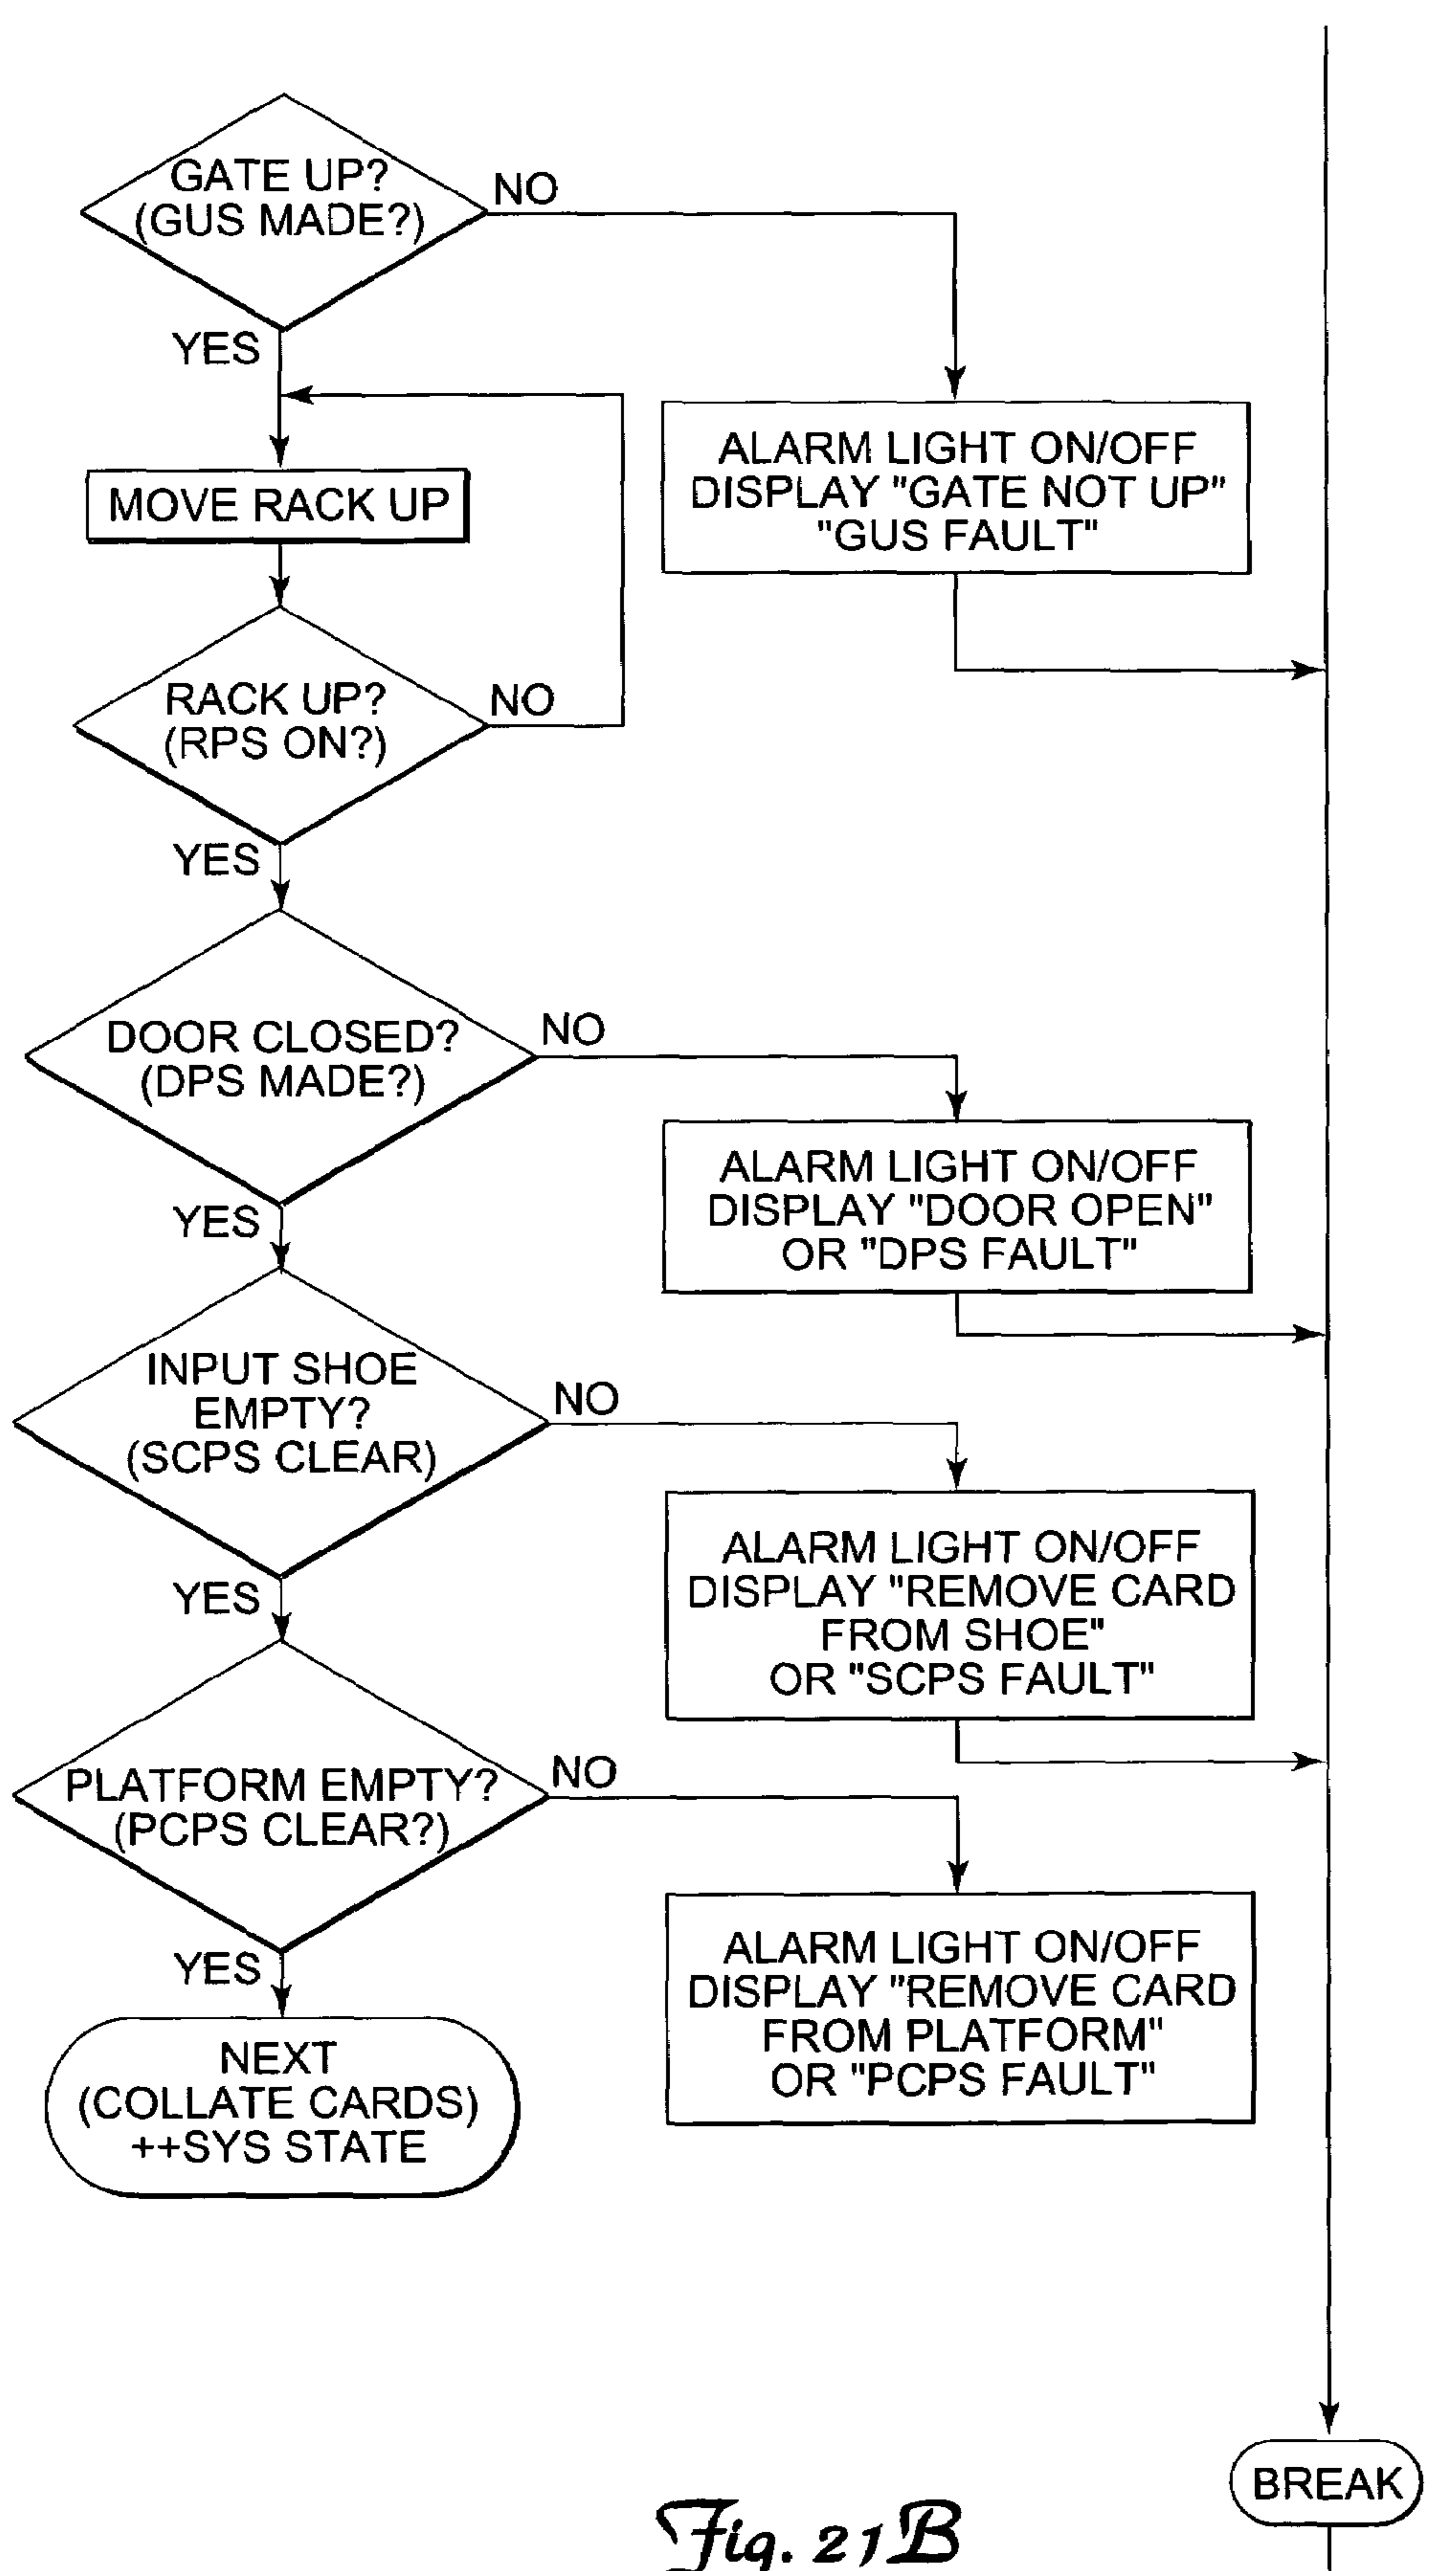 GATE UP?
(GUS MADE?)
NO
YES
ALARM LIGHT ON/OFF
DISPLAY "GATE NOT UP"
"GUS FAULT"
MOVE RACK UP
RACK UP?
(RPS ON?)
NO
YES
DOOR CLOSED?
(DPS MADE?)
NO
YES
ALARM LIGHT ON/OFF
DISPLAY "DOOR OPEN"
OR "DPS FAULT"
INPUT SHOE
EMPTY?
(SCPS CLEAR)
NO
YES
ALARM LIGHT ON/OFF
DISPLAY "REMOVE CARD
FROM SHOE"
OR "SCPS FAULT"
PLATFORM EMPTY?
(PCPS CLEAR?)
NO
YES
ALARM LIGHT ON/OFF
DISPLAY "REMOVE CARD
FROM PLATFORM"
OR "PCPS FAULT"
NEXT
(COLLATE CARDS)
++SYS STATE
BREAK
Fig. 21B